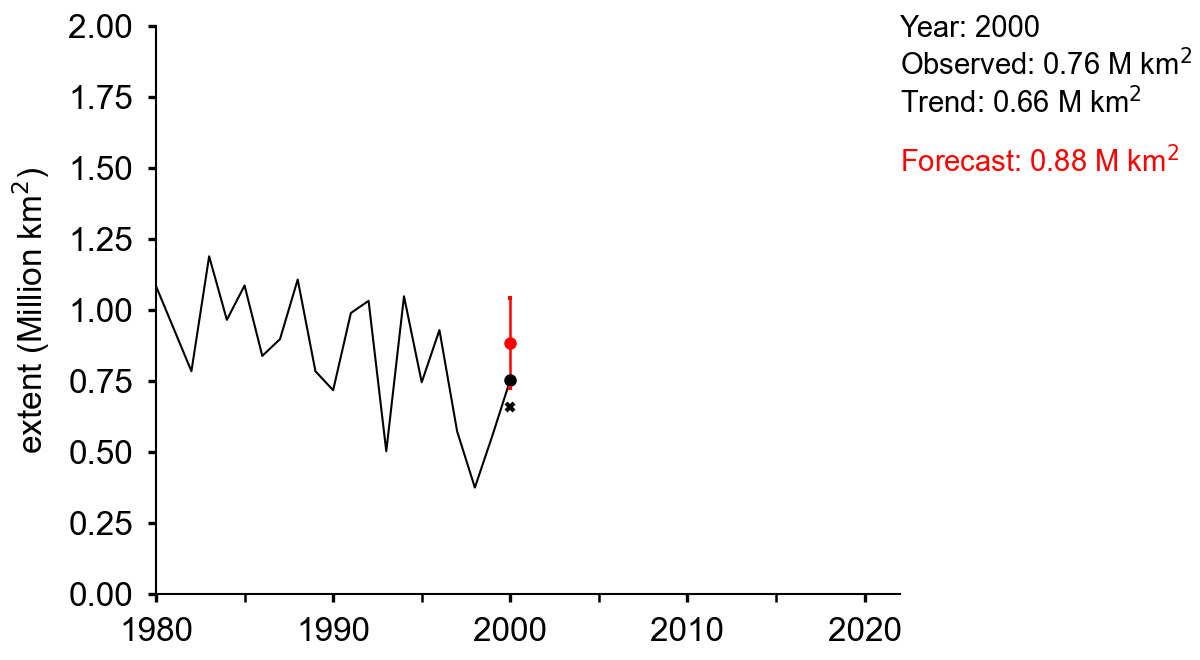 2.00
1.75
1.50
1.25
1.00
0.75
0.50
0.25
0.00
extent (Million km²)
1980 1990 2000 2010 2020
Year: 2000
Observed: 0.76 M km²
Trend: 0.66 M km²
Forecast: 0.88 M km²